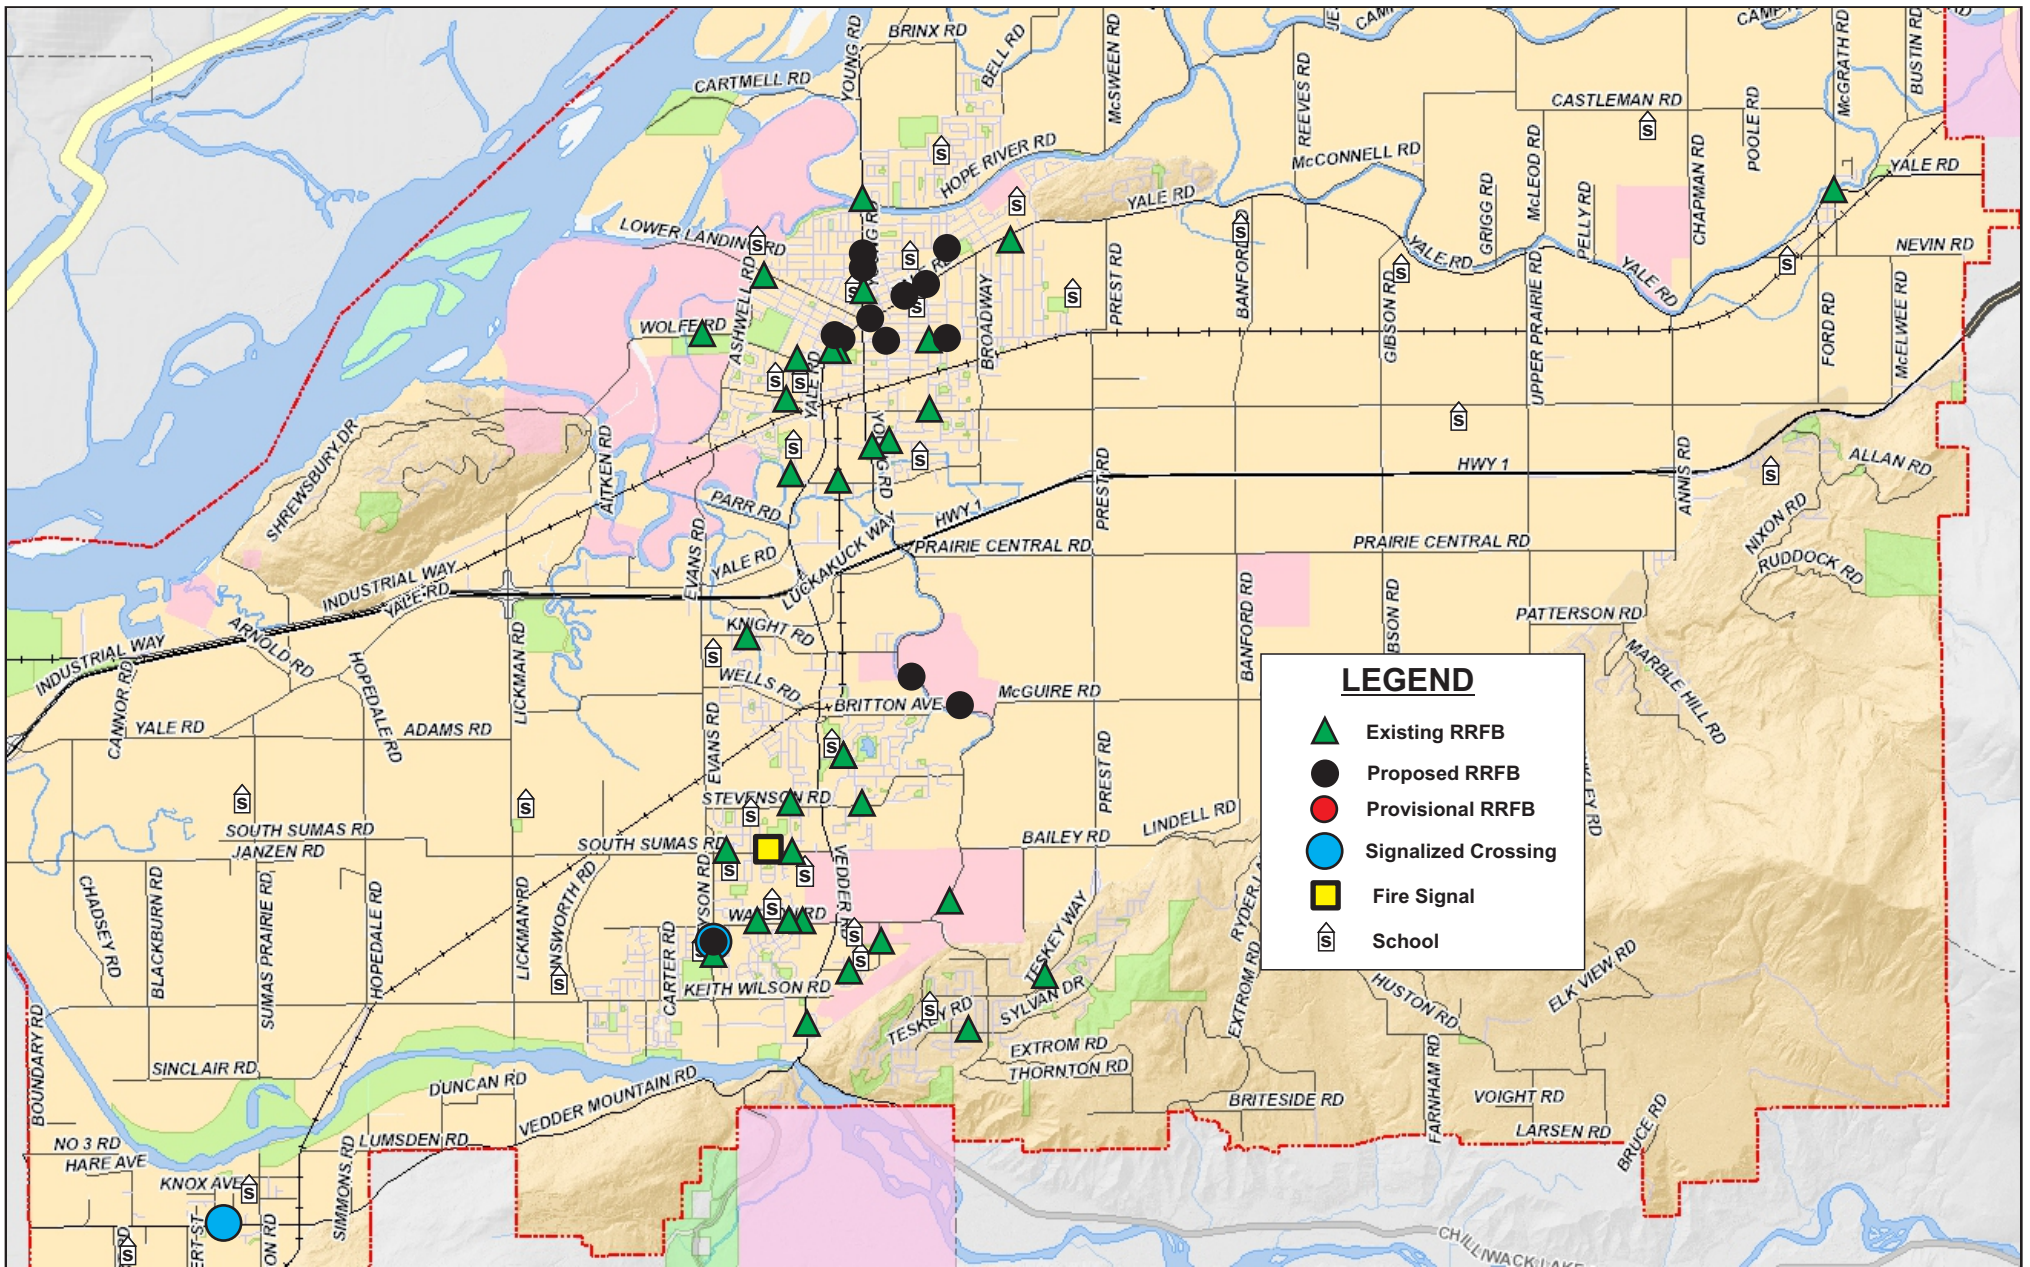 BRINX RD
BELL RD
YOUNG RD
McSWEEN RD
CARTMELL RD
REEVES RD
CASTLEMAN RD
POOLE RD
McGRATH RD
BUSTIN RD
HOPE RIVER RD
McCONNELL RD
McLEOD RD
CHAPMAN RD
YALE RD
YALE RD
GRIGG RD
PELLY RD
LOWER LANDING RD
ASHWELL RD
YALE RD
YALE RD
NEVIN RD
WOLFE RD
BROADWAY
PREST RD
GIBSON RD
UPPER PRAIRIE RD
FORD RD
McELWEE RD
YALE RD
SHREWSBURY DR
AITKEN RD
YOUNG RD
PREST RD
HWY 1
ANNIS RD
ALLAN RD
PARR RD
HWY 1
NIXON RD
EVANS RD
YALE RD
LUCKAKUCK WAY
PRAIRIE CENTRAL RD
PRAIRIE CENTRAL RD
RUDDOCK RD
INDUSTRIAL WAY
YALE RD
BANFORD RD
PATTERSON RD
ARNOLD RD
KNIGHT RD
INDUSTRIAL WAY
CANNOR RD
HOPEDALE RD
LICKMAN RD
WELLS RD
MARBLE HILL RD
BRITTON AVE
McGUIRE RD
YALE RD
ADAMS RD
EVANS RD
PREST RD
LEGEND
Existing RRFB
Proposed RRFB
Provisional RRFB
Signalized Crossing
Fire Signal
S School
STEVENSON RD
SOUTH SUMAS RD
JANZEN RD
SOUTH SUMAS RD
BAILEY RD
LINDELL RD
CHADSEY RD
BLACKBURN RD
SUMAS PRAIRIE RD
HOPEDALE RD
LICKMAN RD
CARTER RD
VEDDER RD
TESKEY WAY
KEITH WILSON RD
TESKEY RD
SYLVAN DR
EXTROM RD
HUSTON RD
ELK VIEW RD
BOUNDARY RD
SINCLAIR RD
DUNCAN RD
VEDDER MOUNTAIN RD
EXTROM RD
THORNTON RD
BRITESIDE RD
FARNHAM RD
VOIGHT RD
LARSEN RD
BRUCE RD
NO 3 RD
HARE AVE
LUMSDEN RD
KNOX AVE
SIMMONS RD
CHILLIWACK LAKE